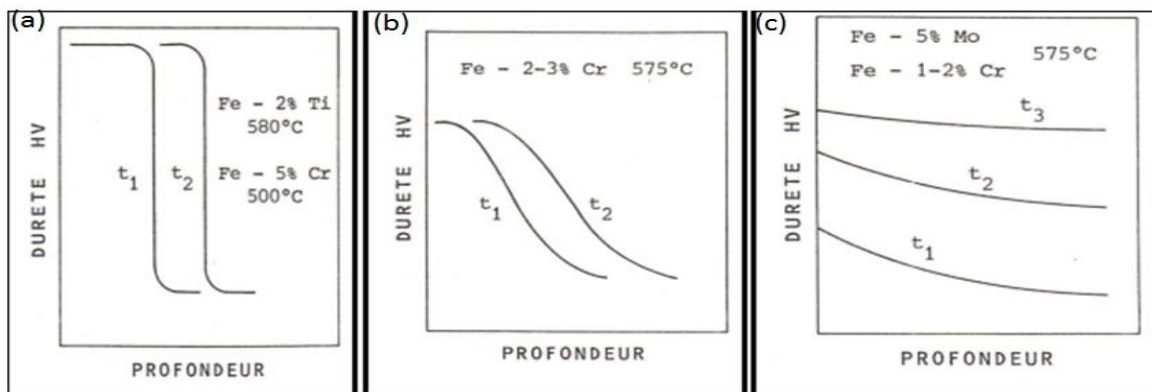 (a)
DURETE HV
t1
t2
Fe - 2% Ti
580°C
Fe - 5% Cr
500°C
PROFONDEUR
(b)
DURETE HV
Fe - 2-3% Cr 575°C
t1
t2
PROFONDEUR
(c)
DURETE HV
Fe - 5% Mo
575°C
Fe - 1-2% Cr
t3
t2
t1
PROFONDEUR